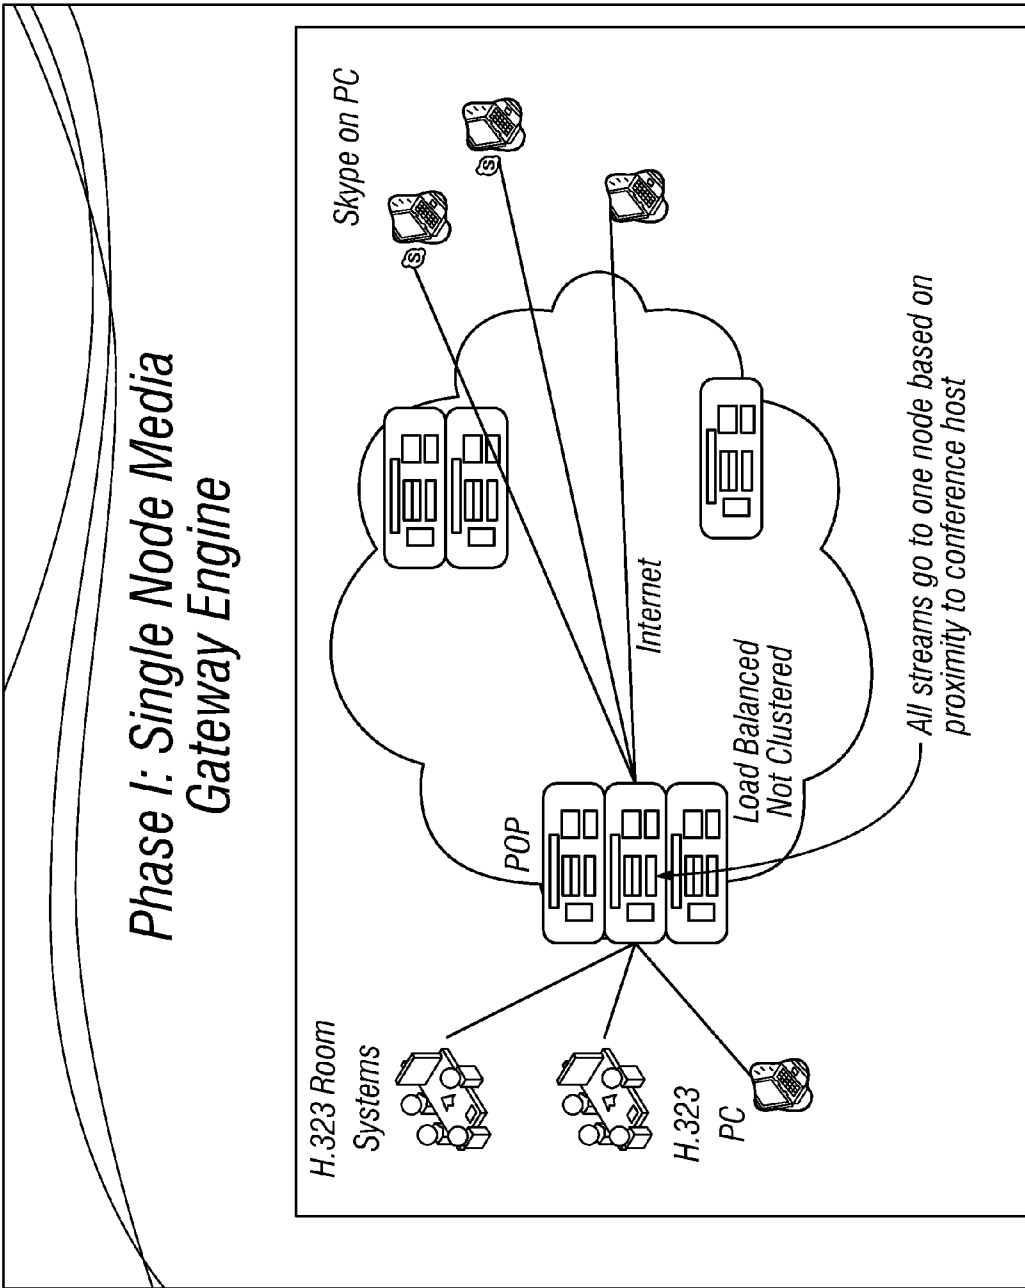 Phase I: Single Node Media
Gateway Engine
H.323 Room
Systems
H.323
PC
POP
Load Balanced
Not Clustered
Internet
Skype on PC
S
S
All streams go to one node based on
proximity to conference host